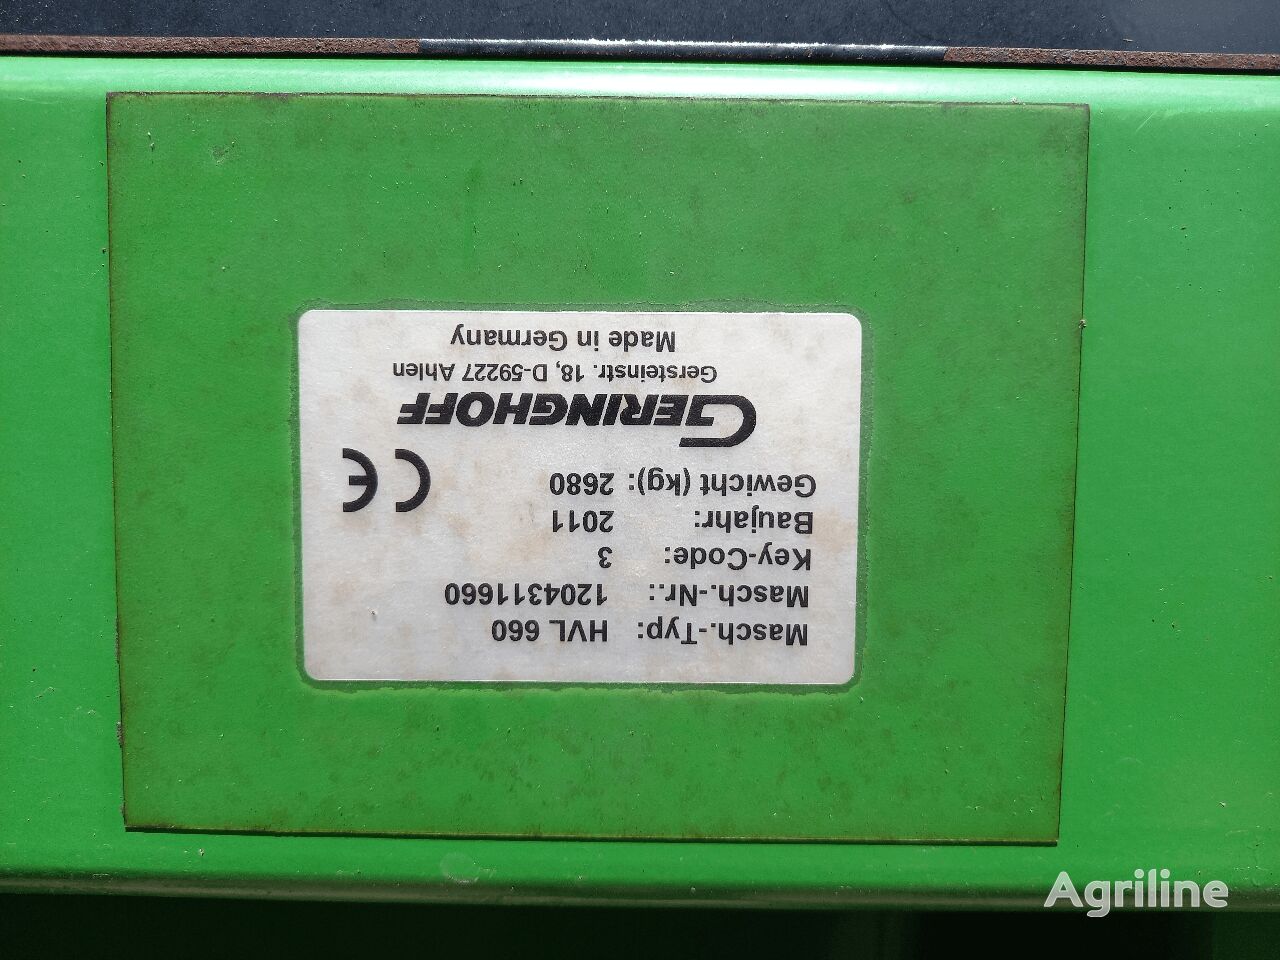 Masch.-Typ: HVL 660
Masch.-Nr.: 1204311660
Key-Code: 3
Baujahr: 2011
Gewicht (kg): 2680
CE
GERINGHOFF
Gersteinstr. 18, D-59227 Ahlen
Made in Germany
Agriline